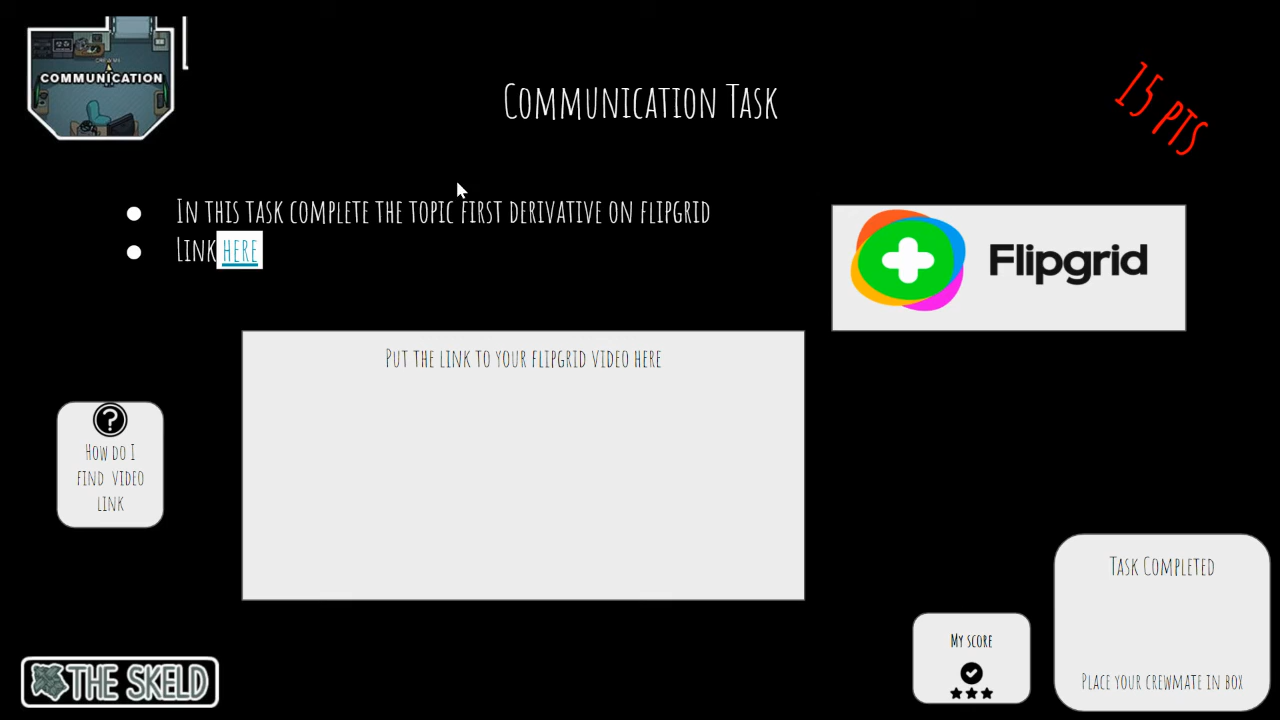 COMMUNICATION
Communication Task
15 pts
In this task complete the topic first derivative on flipgrid
Link here
Flipgrid
Put the link to your flipgrid video here
?
How do I
find video
link
Task Completed
My score
Place your crewmate in box
THE SKELD